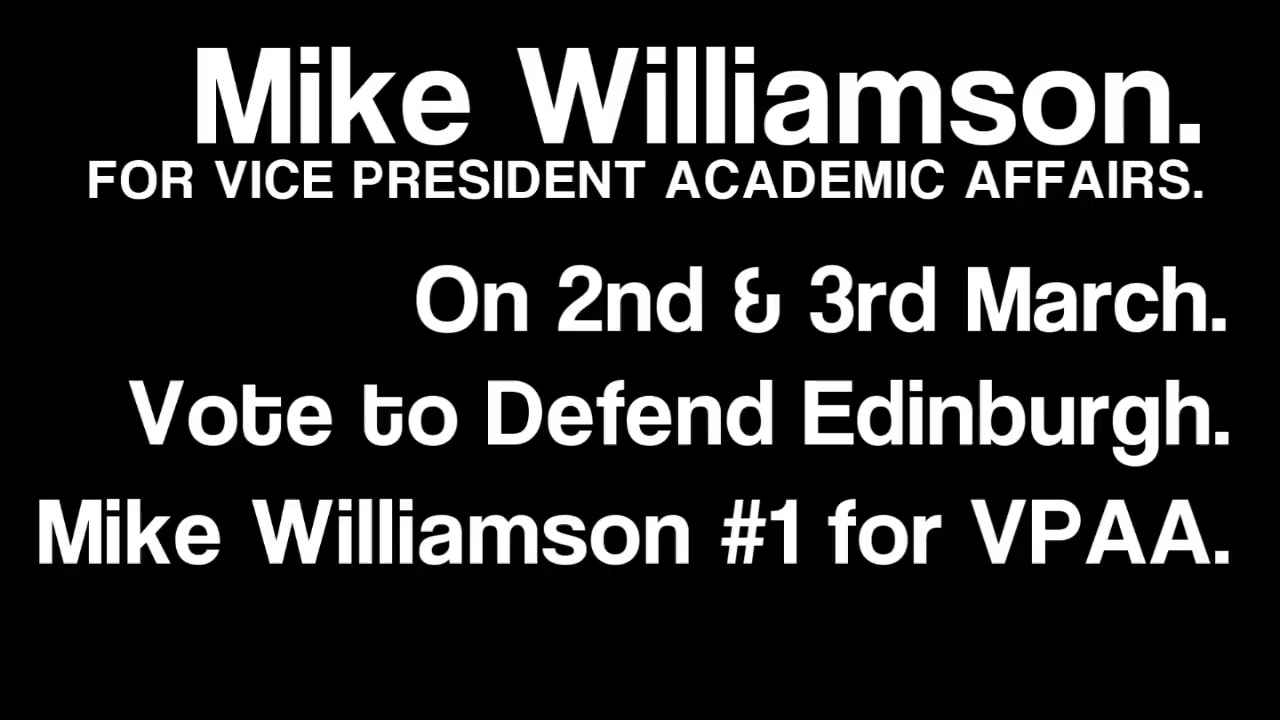 Mike Williamson.
FOR VICE PRESIDENT ACADEMIC AFFAIRS.
On 2nd & 3rd March.
Vote to Defend Edinburgh.
Mike Williamson #1 for VPAA.